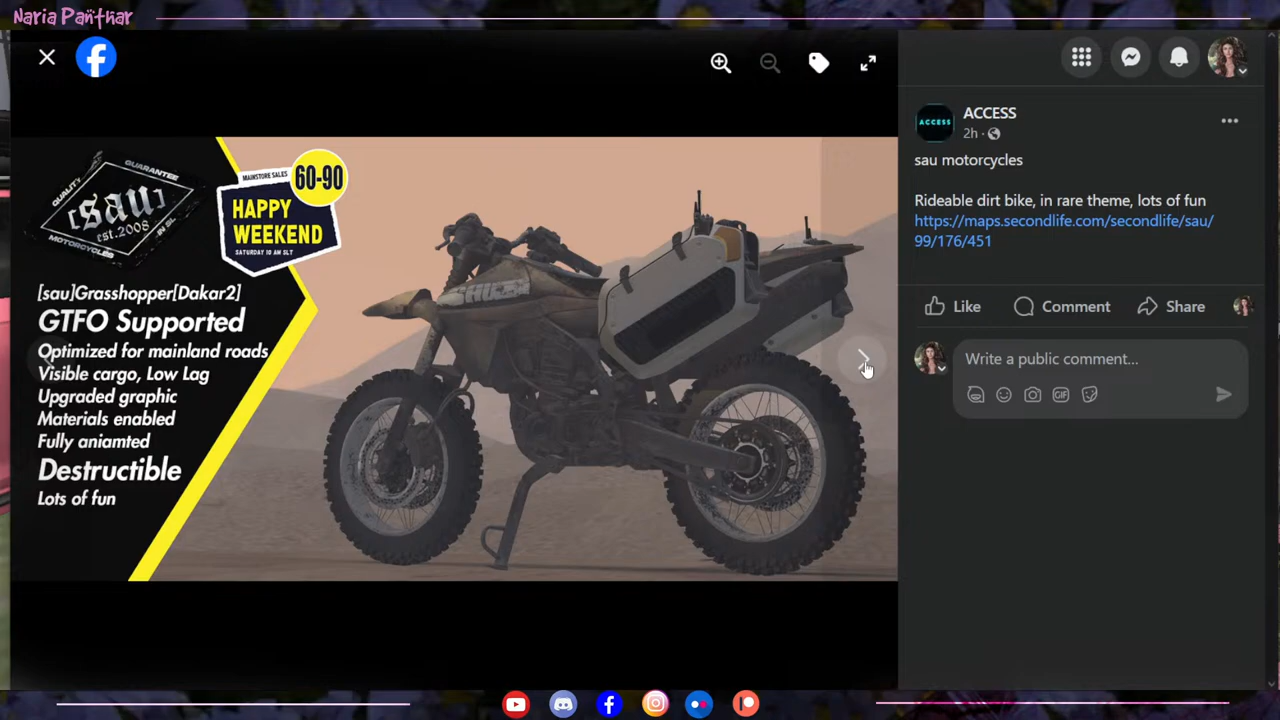 Naria Panthar
ACCESS
ACCESS
2h ·
sau motorcycles
Rideable dirt bike, in rare theme, lots of fun
https://maps.secondlife.com/secondlife/sau/
99/176/451
Like
Comment
Share
Write a public comment...
GIF
QUALITY
GUARANTEE
[sau]
est.2008
MOTORCYCLES
IN SL
MAINSTORE SALES
60-90
HAPPY
WEEKEND
SATURDAY 10 AM SLT
[sau]Grasshopper[Dakar2]
GTFO Supported
Optimized for mainland roads
Visible cargo, Low Lag
Upgraded graphic
Materials enabled
Fully aniamted
Destructible
Lots of fun